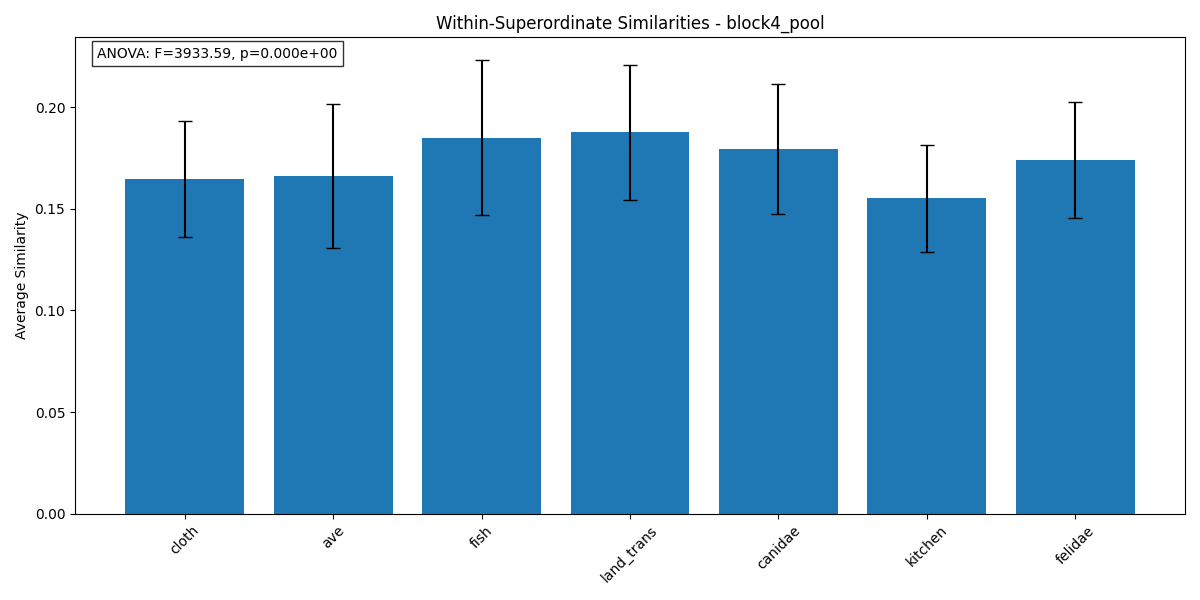 Within-Superordinate Similarities - block4_pool
ANOVA: F=3933.59, p=0.000e+00
Average Similarity
0.20
0.15
0.10
0.05
0.00
cloth
ave
fish
land_trans
canidae
kitchen
felidae